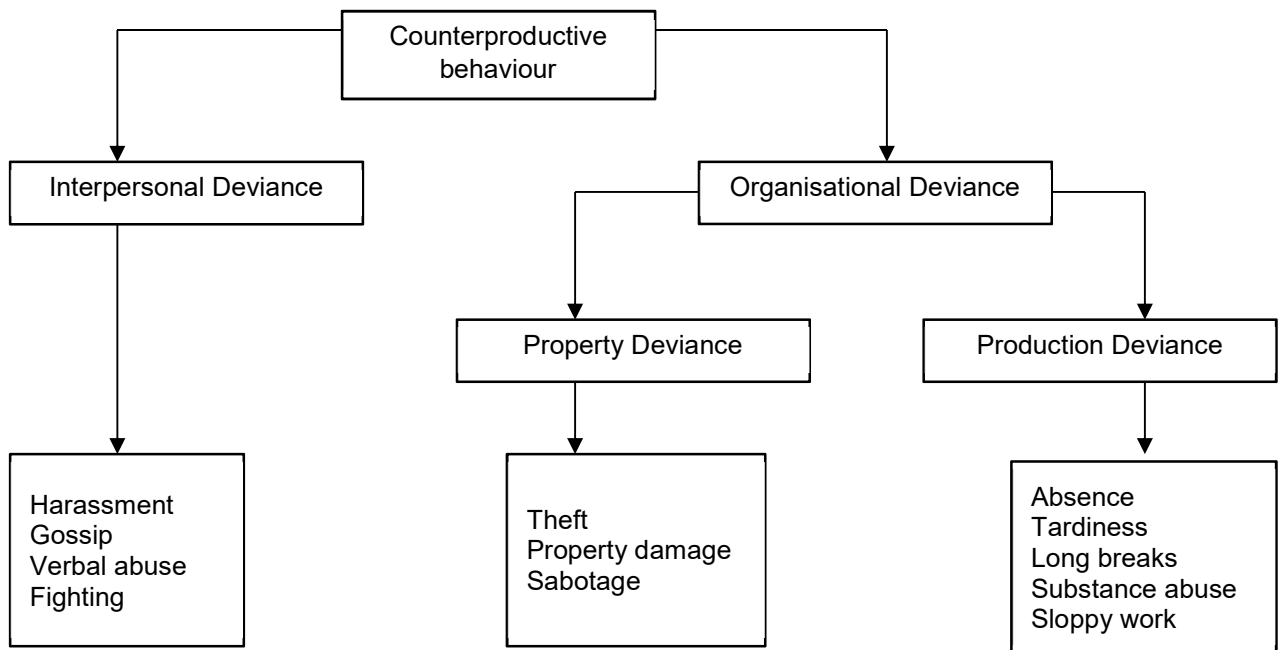 Counterproductive
behaviour
Interpersonal Deviance
Organisational Deviance
Property Deviance
Production Deviance
Harassment
Gossip
Verbal abuse
Fighting
Theft
Property damage
Sabotage
Absence
Tardiness
Long breaks
Substance abuse
Sloppy work